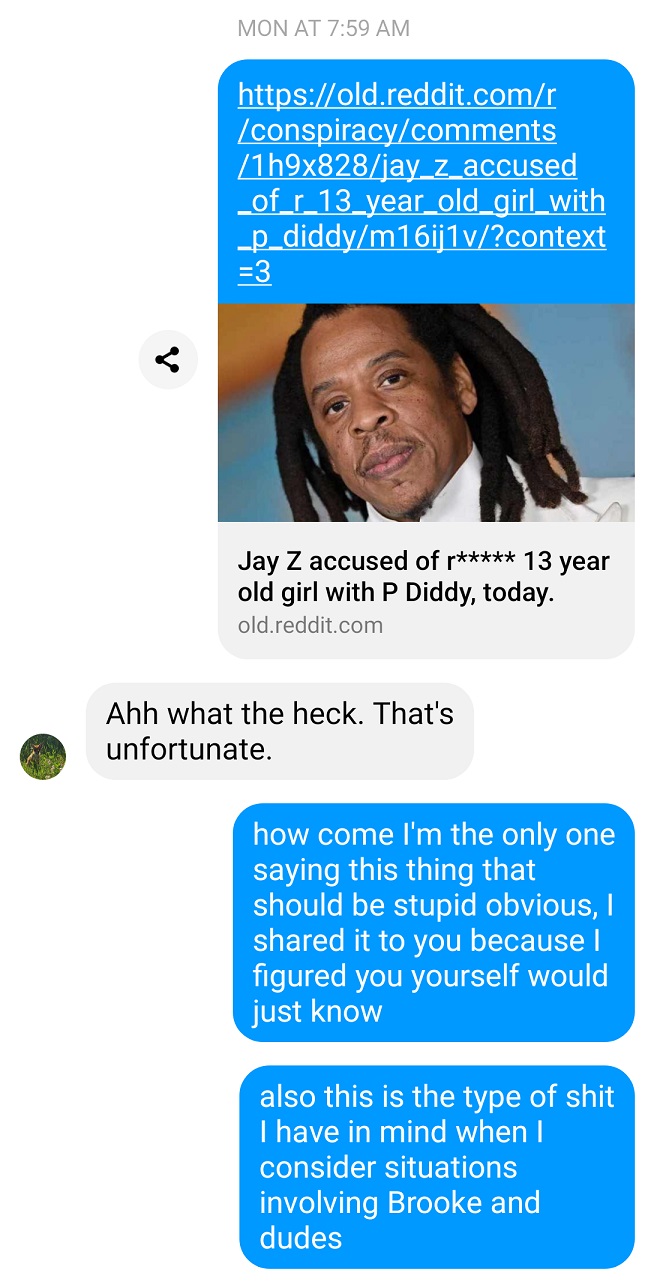 MON AT 7:59 AM
https://old.reddit.com/r
/conspiracy/comments
/1h9x828/jay_z_accused
_of_r_13_year_old_girl_with
_p_diddy/m16ij1v/?context
=3
Jay Z accused of r***** 13 year
old girl with P Diddy, today.
old.reddit.com
Ahh what the heck. That's
unfortunate.
how come I'm the only one
saying this thing that
should be stupid obvious, I
shared it to you because I
figured you yourself would
just know
also this is the type of shit
I have in mind when I
consider situations
involving Brooke and
dudes